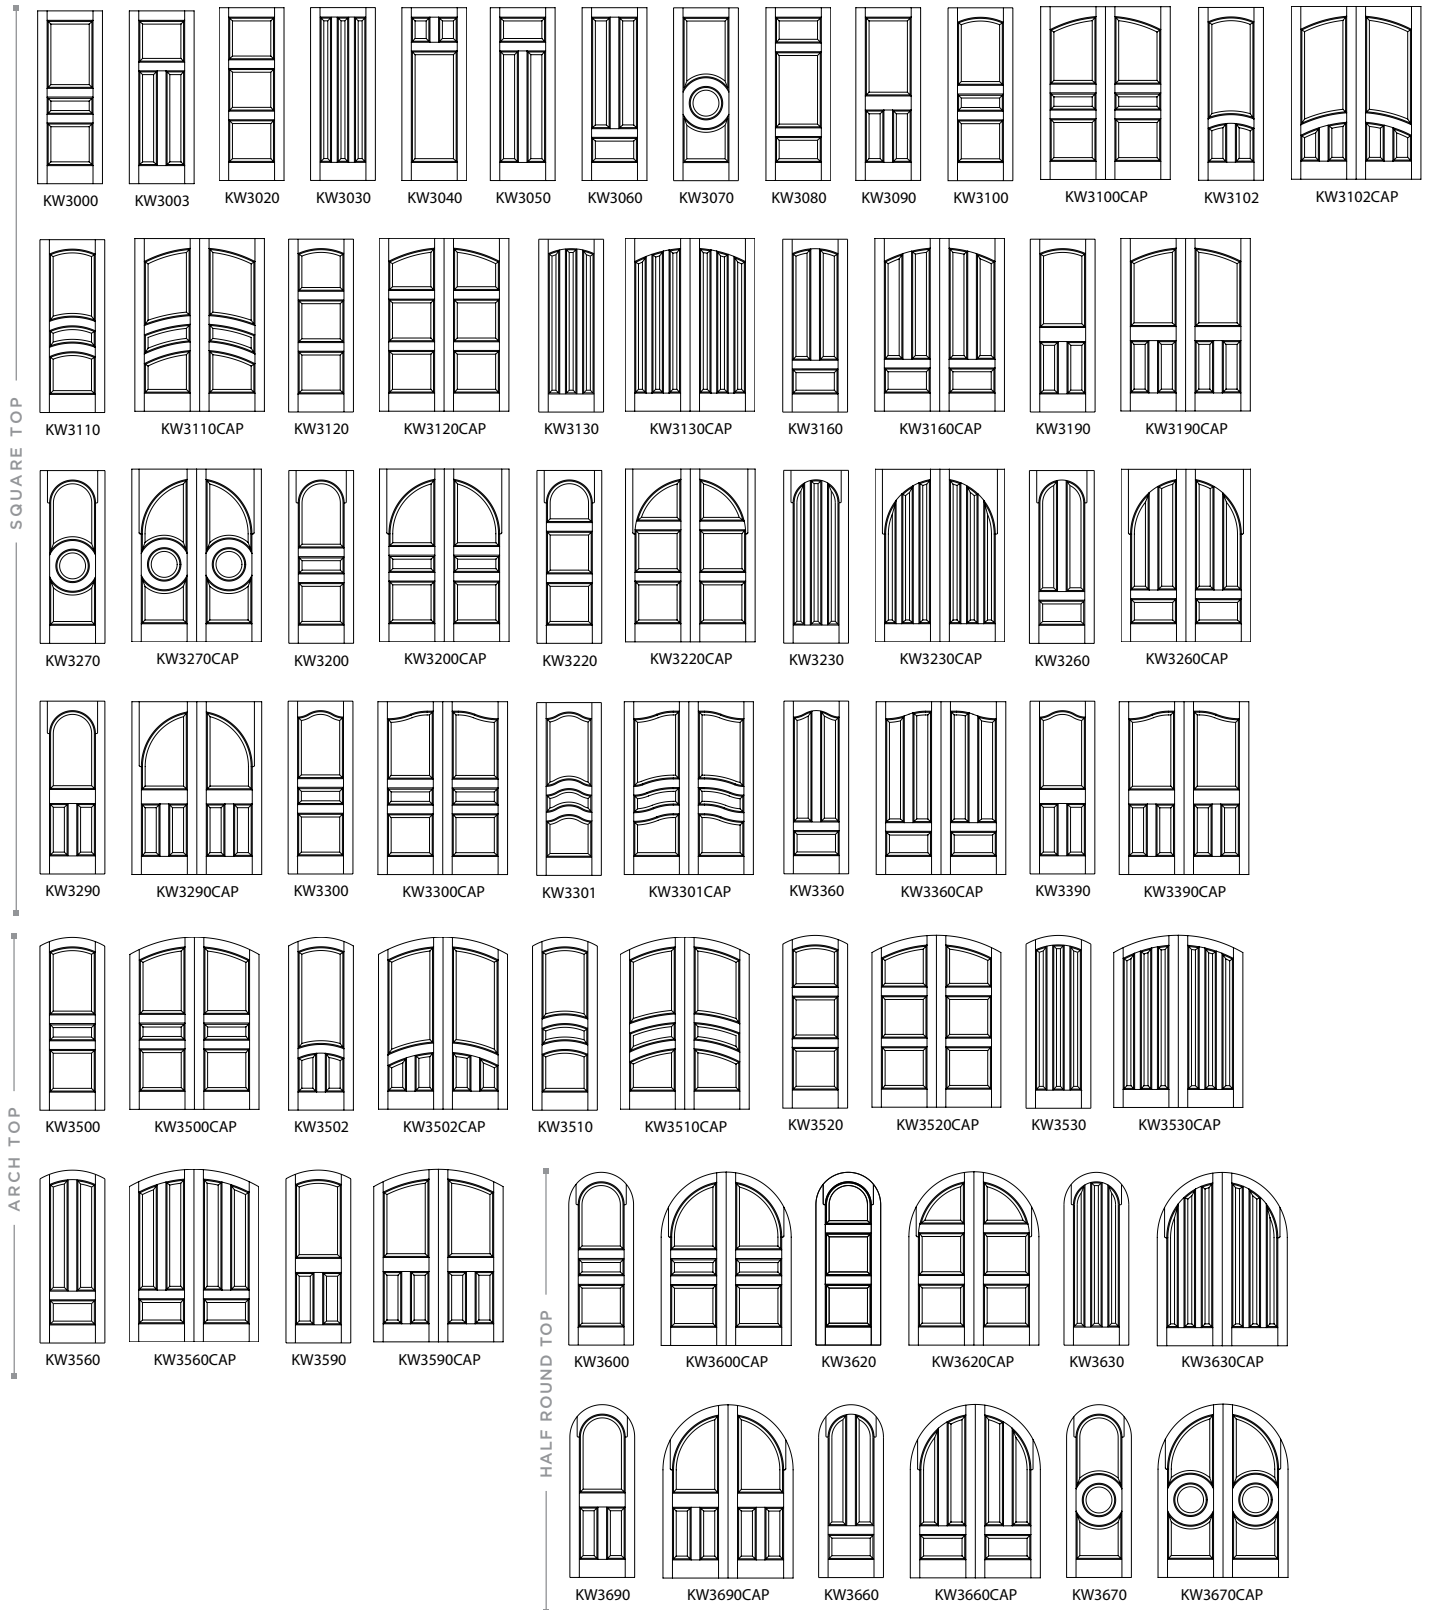 SQUARE TOP
KW3000 KW3003 KW3020 KW3030 KW3040 KW3050 KW3060 KW3070 KW3080 KW3090 KW3100 KW3100CAP KW3102 KW3102CAP
KW3110 KW3110CAP KW3120 KW3120CAP KW3130 KW3130CAP KW3160 KW3160CAP KW3190 KW3190CAP
KW3270 KW3270CAP KW3200 KW3200CAP KW3220 KW3220CAP KW3230 KW3230CAP KW3260 KW3260CAP
KW3290 KW3290CAP KW3300 KW3300CAP KW3301 KW3301CAP KW3360 KW3360CAP KW3390 KW3390CAP
ARCH TOP
KW3500 KW3500CAP KW3502 KW3502CAP KW3510 KW3510CAP KW3520 KW3520CAP KW3530 KW3530CAP
KW3560 KW3560CAP KW3590 KW3590CAP
HALF ROUND TOP
KW3600 KW3600CAP KW3620 KW3620CAP KW3630 KW3630CAP
KW3690 KW3690CAP KW3660 KW3660CAP KW3670 KW3670CAP